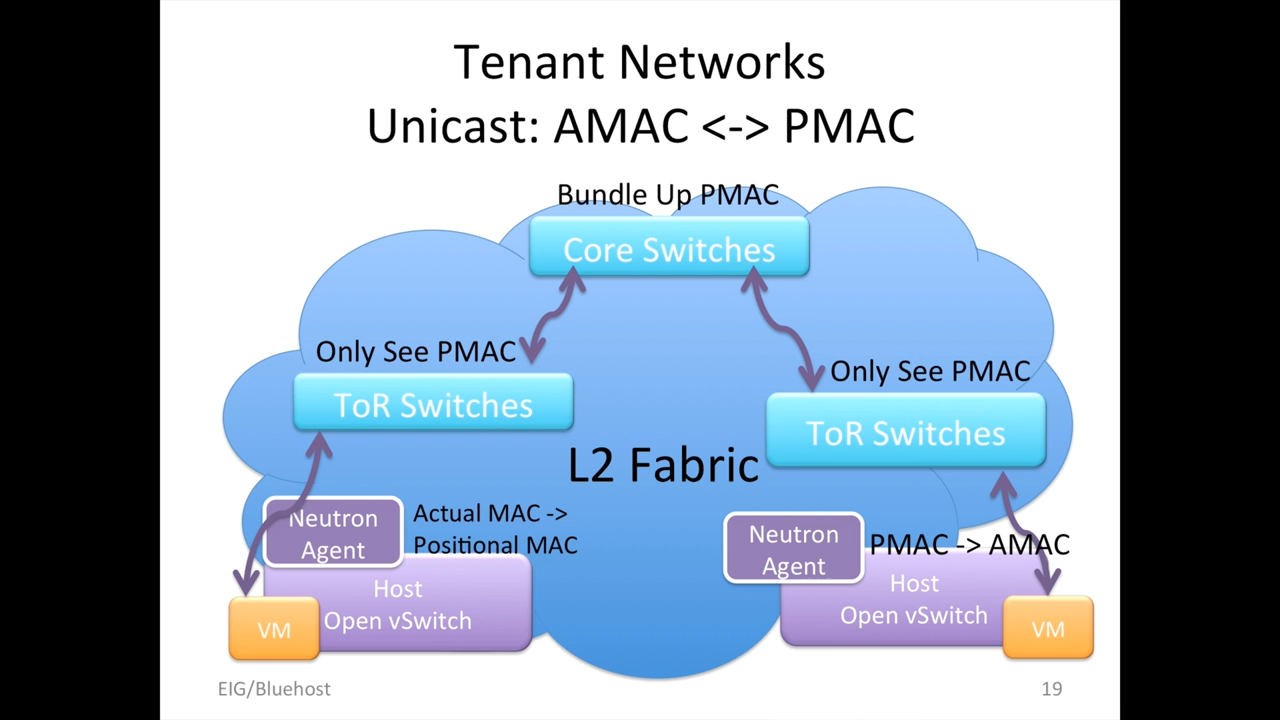 Tenant Networks
Unicast: AMAC <-> PMAC
Bundle Up PMAC
Core Switches
Only See PMAC
ToR Switches
Only See PMAC
ToR Switches
L2 Fabric
Neutron
Agent
Actual MAC ->
Positional MAC
Host
Open vSwitch
VM
Neutron
Agent
PMAC -> AMAC
Host
Open vSwitch
VM
EIG/Bluehost
19